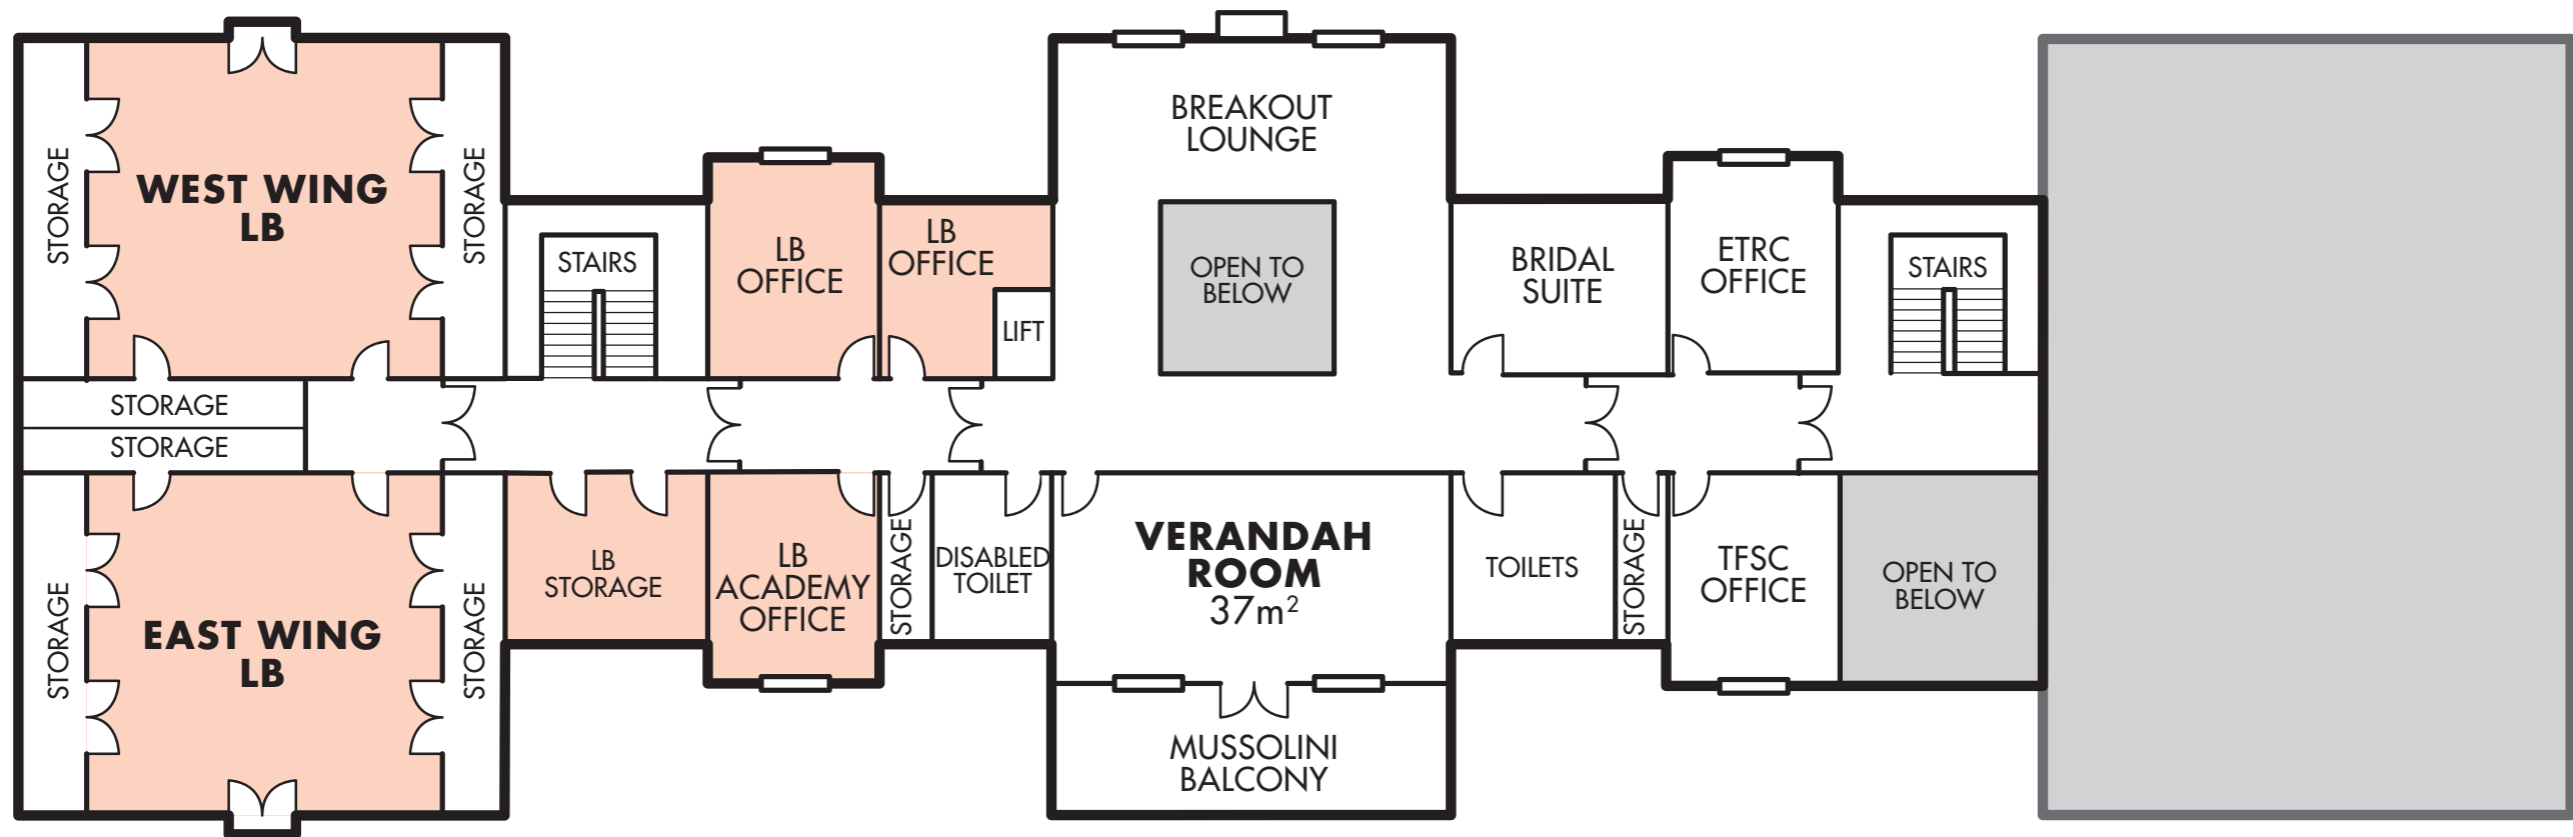 STORAGE
WEST WING
LB
STORAGE
STAIRS
LB
OFFICE
LB
OFFICE
LIFT
BREAKOUT
LOUNGE
OPEN TO
BELOW
BRIDAL
SUITE
ETRC
OFFICE
STAIRS
STORAGE
STORAGE
STORAGE
EAST WING
LB
STORAGE
LB
STORAGE
LB
ACADEMY
OFFICE
STORAGE
DISABLED
TOILET
VERANDAH
ROOM
37m²
TOILETS
STORAGE
TFSC
OFFICE
OPEN TO
BELOW
MUSSOLINI
BALCONY